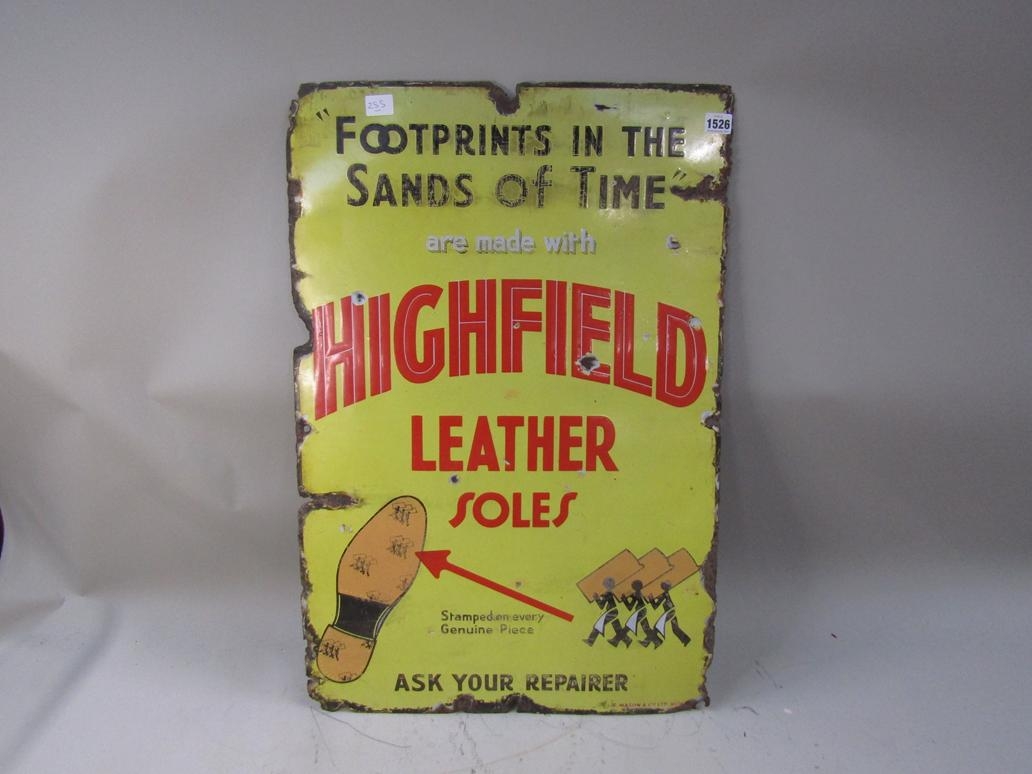 255
1526
"FOOTPRINTS IN THE
SANDS of TIME"
are made with
HIGHFIELD
LEATHER
SOLES
Stamped on every
Genuine Piece
ASK YOUR REPAIRER